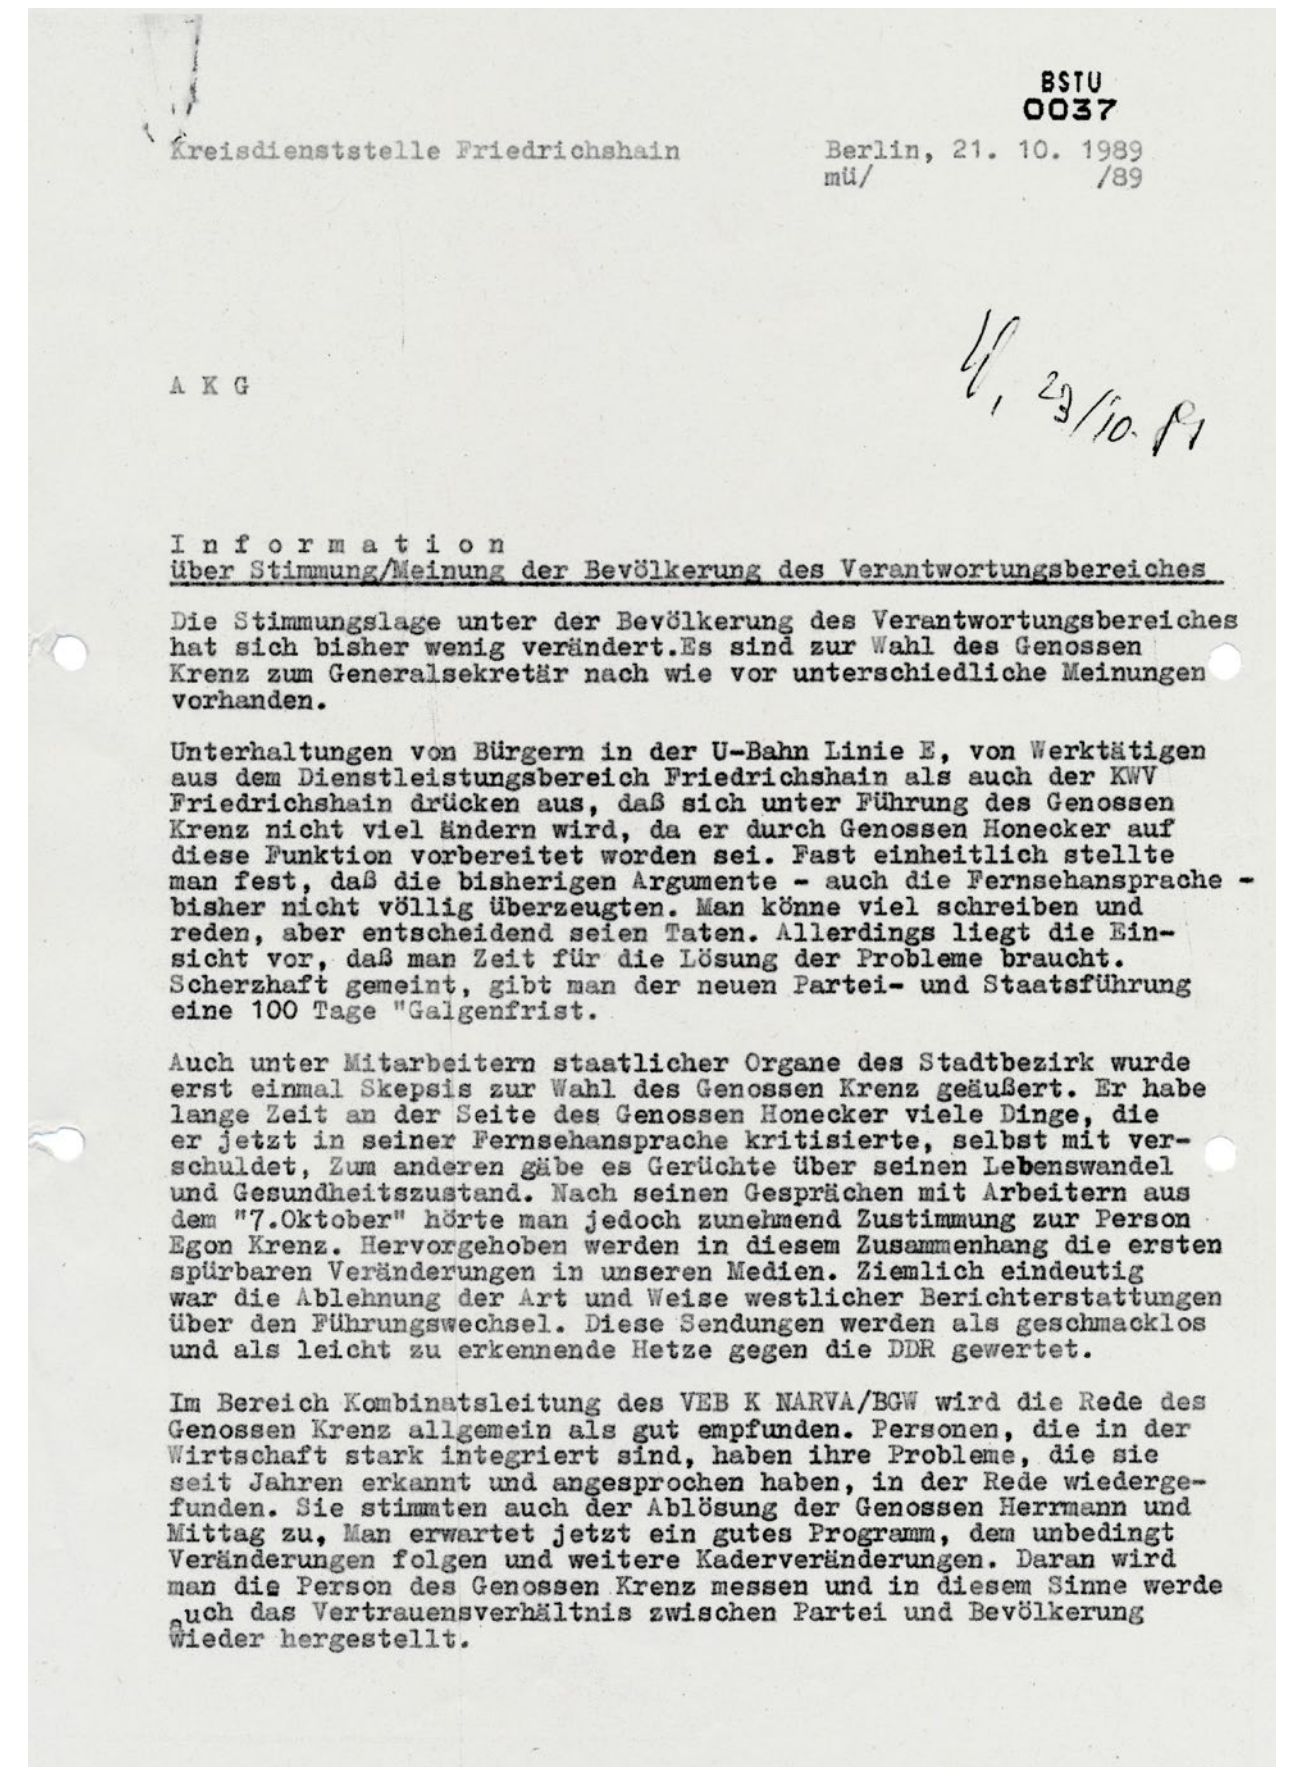 BSTU
0037
Kreisdienststelle Friedrichshain Berlin, 21. 10. 1989
mü/ /89
A K G
23/10. 89
I n f o r m a t i o n
über Stimmung/Meinung der Bevölkerung des Verantwortungsbereiches
Die Stimmungslage unter der Bevölkerung des Verantwortungsbereiches
hat sich bisher wenig verändert.Es sind zur Wahl des Genossen
Krenz zum Generalsekretär nach wie vor unterschiedliche Meinungen
vorhanden.
Unterhaltungen von Bürgern in der U-Bahn Linie E, von Werktätigen
aus dem Dienstleistungsbereich Friedrichshain als auch der KWV
Friedrichshain drücken aus, daß sich unter Führung des Genossen
Krenz nicht viel ändern wird, da er durch Genossen Honecker auf
diese Funktion vorbereitet worden sei. Fast einheitlich stellte
man fest, daß die bisherigen Argumente - auch die Fernsehansprache -
bisher nicht völlig überzeugten. Man könne viel schreiben und
reden, aber entscheidend seien Taten. Allerdings liegt die Ein-
sicht vor, daß man Zeit für die Lösung der Probleme braucht.
Scherzhaft gemeint, gibt man der neuen Partei- und Staatsführung
eine 100 Tage "Galgenfrist.
Auch unter Mitarbeitern staatlicher Organe des Stadtbezirk wurde
erst einmal Skepsis zur Wahl des Genossen Krenz geäußert. Er habe
lange Zeit an der Seite des Genossen Honecker viele Dinge, die
er jetzt in seiner Fernsehansprache kritisierte, selbst mit ver-
schuldet, Zum anderen gäbe es Gerüchte über seinen Lebenswandel
und Gesundheitszustand. Nach seinen Gesprächen mit Arbeitern aus
dem "7.Oktober" hörte man jedoch zunehmend Zustimmung zur Person
Egon Krenz. Hervorgehoben werden in diesem Zusammenhang die ersten
spürbaren Veränderungen in unseren Medien. Ziemlich eindeutig
war die Ablehnung der Art und Weise westlicher Berichterstattungen
über den Führungswechsel. Diese Sendungen werden als geschmacklos
und als leicht zu erkennende Hetze gegen die DDR gewertet.
Im Bereich Kombinatsleitung des VEB K NARVA/BGW wird die Rede des
Genossen Krenz allgemein als gut empfunden. Personen, die in der
Wirtschaft stark integriert sind, haben ihre Probleme, die sie
seit Jahren erkannt und angesprochen haben, in der Rede wiederge-
funden. Sie stimmten auch der Ablösung der Genossen Herrmann und
Mittag zu, Man erwartet jetzt ein gutes Programm, dem unbedingt
Veränderungen folgen und weitere Kaderveränderungen. Daran wird
man die Person des Genossen Krenz messen und in diesem Sinne werde
auch das Vertrauensverhältnis zwischen Partei und Bevölkerung
wieder hergestellt.